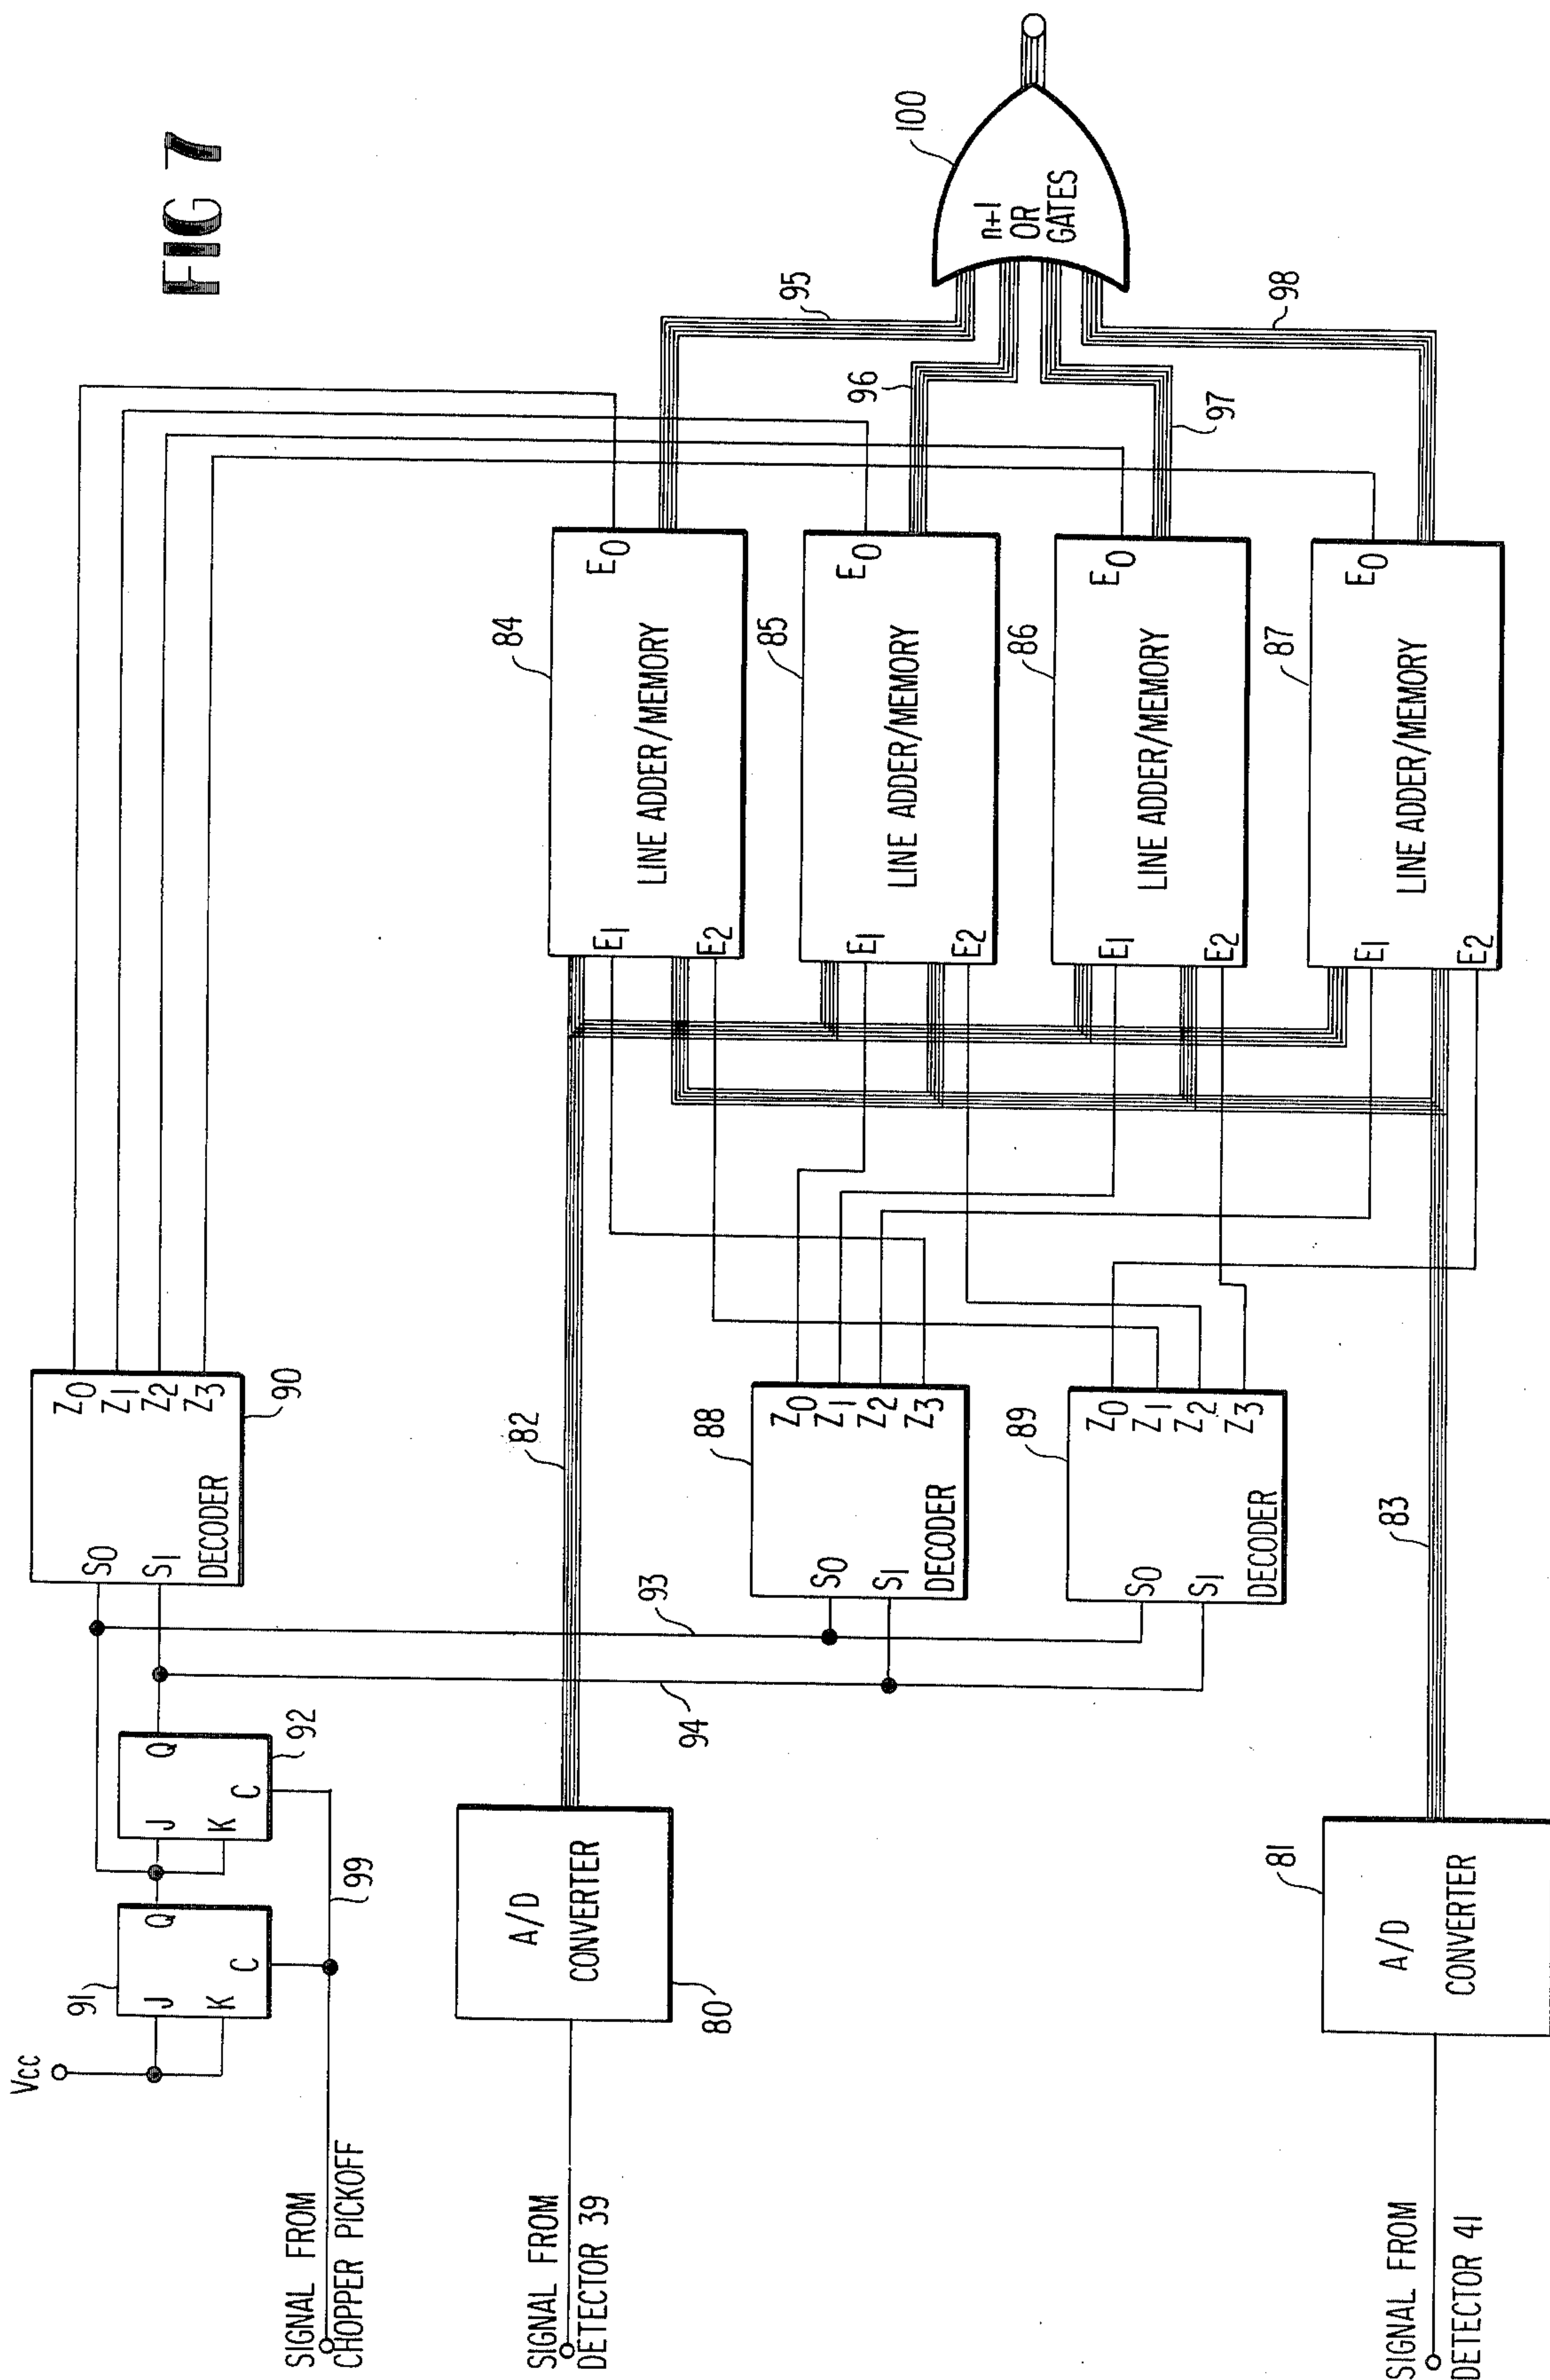 FIG 7
Vcc
91
J
K
Q
C
92
J
K
Q
C
99
SIGNAL FROM
CHOPPER PICKOFF
S0
S1
DECODER
Z0
Z1
Z2
Z3
90
93
94
SIGNAL FROM
DETECTOR 39
A/D
CONVERTER
80
82
88
S0
S1
DECODER
Z0
Z1
Z2
Z3
89
S0
S1
DECODER
Z0
Z1
Z2
Z3
SIGNAL FROM
DETECTOR 41
81
A/D
CONVERTER
83
84
E1
E2
LINE ADDER/MEMORY
E0
85
E1
E2
LINE ADDER/MEMORY
E0
86
E1
E2
LINE ADDER/MEMORY
E0
87
E1
E2
LINE ADDER/MEMORY
E0
95
96
97
98
100
n+1
OR
GATES